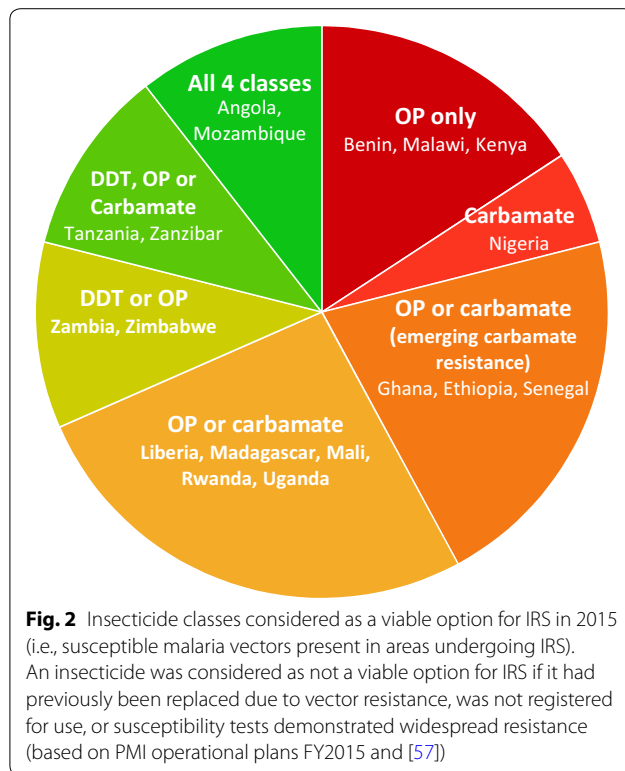 All 4 classes
Angola,
Mozambique
OP only
Benin, Malawi, Kenya
Carbamate
Nigeria
DDT, OP or
Carbamate
Tanzania, Zanzibar
DDT or OP
Zambia, Zimbabwe
OP or carbamate
(emerging carbamate
resistance)
Ghana, Ethiopia, Senegal
OP or carbamate
Liberia, Madagascar, Mali,
Rwanda, Uganda
Fig. 2 Insecticide classes considered as a viable option for IRS in 2015
(i.e., susceptible malaria vectors present in areas undergoing IRS).
An insecticide was considered as not a viable option for IRS if it had
previously been replaced due to vector resistance, was not registered
for use, or susceptibility tests demonstrated widespread resistance
(based on PMI operational plans FY2015 and [57])